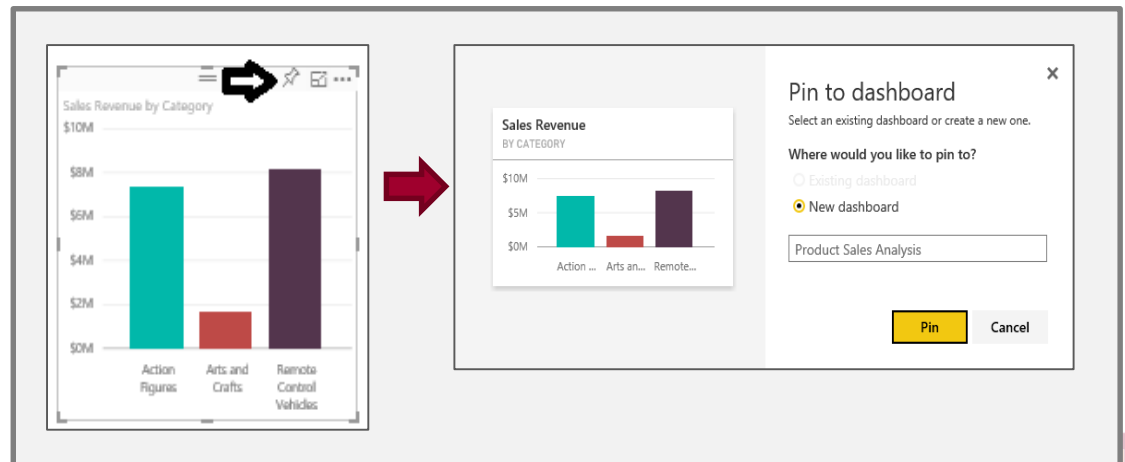 Sales Revenue by Category
$10M
$8M
$6M
$4M
$2M
$0M
Action
Figures
Arts and
Crafts
Remote
Control
Vehicles
Sales Revenue
BY CATEGORY
$10M
$5M
$0M
Action ... Arts an... Remote...
Pin to dashboard
Select an existing dashboard or create a new one.
Where would you like to pin to?
Existing dashboard
New dashboard
Product Sales Analysis
Pin Cancel